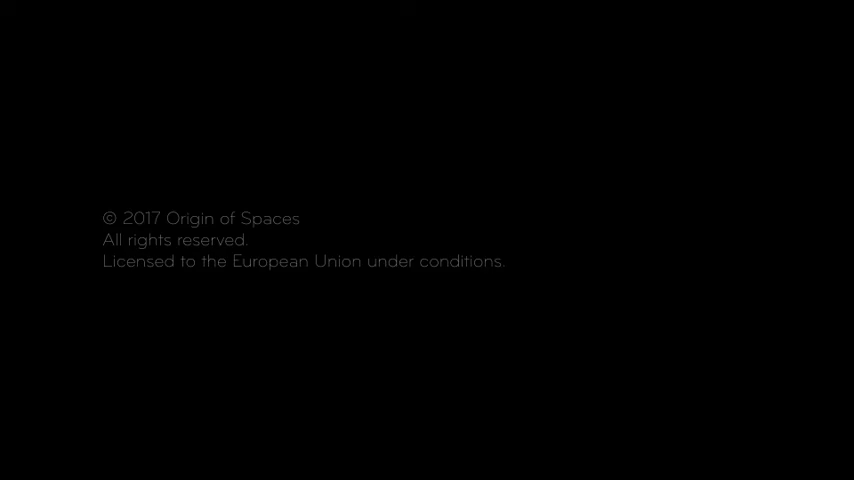 © 2017 Origin of Spaces
All rights reserved.
Licensed to the European Union under conditions.